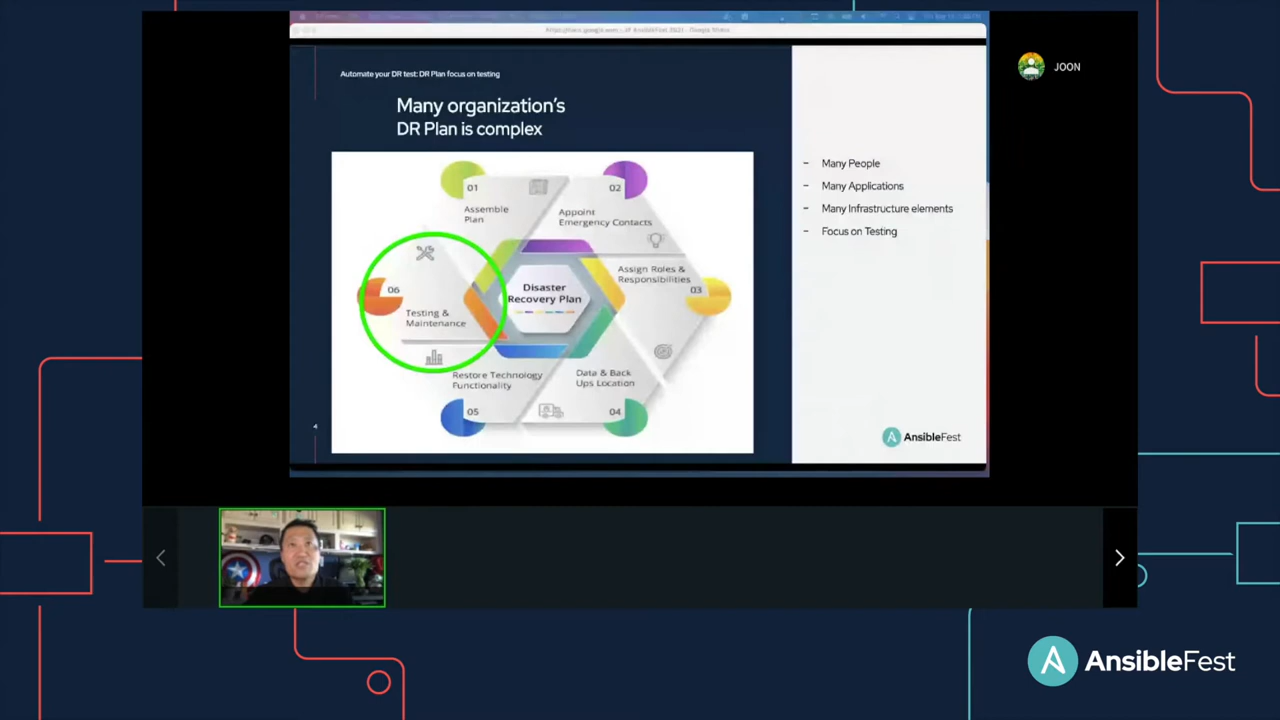 JOON
Automate your DR test: DR Plan focus on testing
Many organization's
DR Plan is complex
01
Assemble
Plan
02
Appoint
Emergency Contacts
Assign Roles &
Responsibilities
03
06
Testing &
Maintenance
Disaster
Recovery Plan
Restore Technology
Functionality
05
Data & Back
Ups Location
04
4
- Many People
- Many Applications
- Many Infrastructure elements
- Focus on Testing
A AnsibleFest
A AnsibleFest